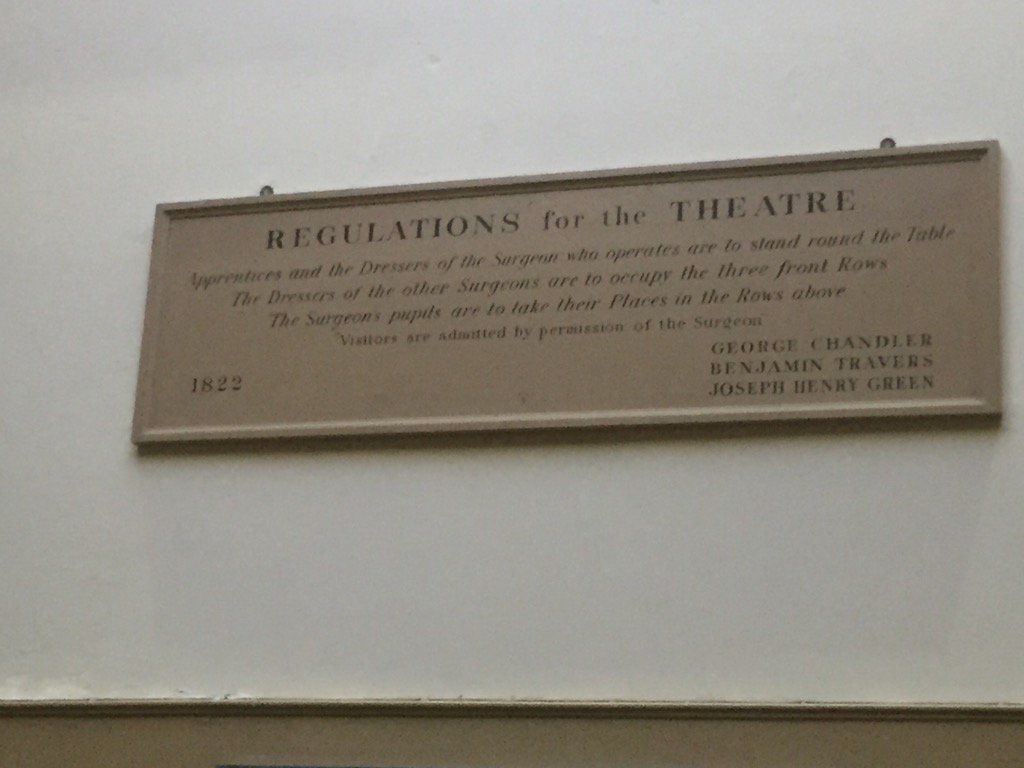 REGULATIONS for the THEATRE
Apprentices and the Dressers of the Surgeon who operates are to stand round the Table
The Dressers of the other Surgeons are to occupy the three front Rows
The Surgeons pupils are to take their Places in the Rows above
Visitors are admitted by permission of the Surgeon
GEORGE CHANDLER
BENJAMIN TRAVERS
JOSEPH HENRY GREEN
1822